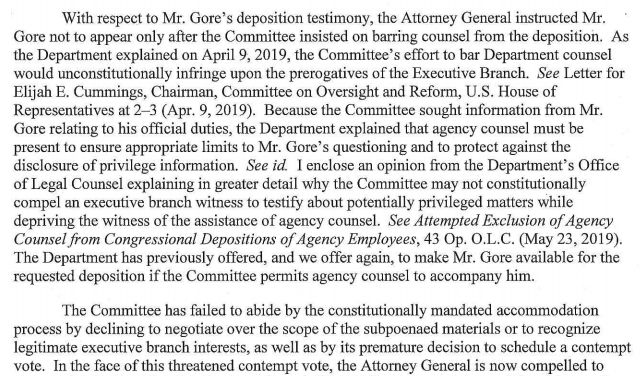 With respect to Mr. Gore's deposition testimony, the Attorney General instructed Mr.
Gore not to appear only after the Committee insisted on barring counsel from the deposition. As
the Department explained on April 9, 2019, the Committee's effort to bar Department counsel
would unconstitutionally infringe upon the prerogatives of the Executive Branch. See Letter for
Elijah E. Cummings, Chairman, Committee on Oversight and Reform, U.S. House of
Representatives at 2–3 (Apr. 9, 2019). Because the Committee sought information from Mr.
Gore relating to his official duties, the Department explained that agency counsel must be
present to ensure appropriate limits to Mr. Gore's questioning and to protect against the
disclosure of privilege information. See id. I enclose an opinion from the Department's Office
of Legal Counsel explaining in greater detail why the Committee may not constitutionally
compel an executive branch witness to testify about potentially privileged matters while
depriving the witness of the assistance of agency counsel. See Attempted Exclusion of Agency
Counsel from Congressional Depositions of Agency Employees, 43 Op. O.L.C. (May 23, 2019).
The Department has previously offered, and we offer again, to make Mr. Gore available for the
requested deposition if the Committee permits agency counsel to accompany him.
The Committee has failed to abide by the constitutionally mandated accommodation
process by declining to negotiate over the scope of the subpoenaed materials or to recognize
legitimate executive branch interests, as well as by its premature decision to schedule a contempt
vote. In the face of this threatened contempt vote, the Attorney General is now compelled to